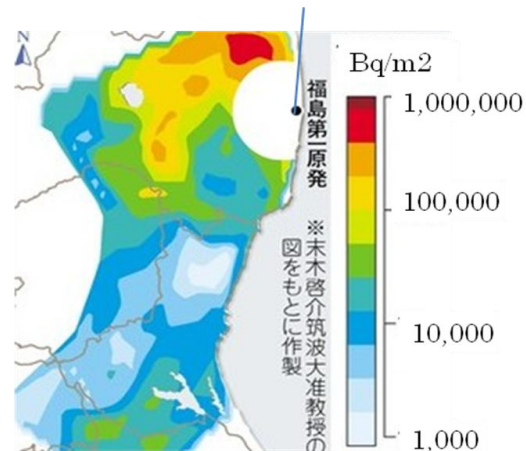 N
Bq/m2
福島第一原発
※末木啓介筑波大准教授の
図をもとに作製
1,000,000
100,000
10,000
1,000